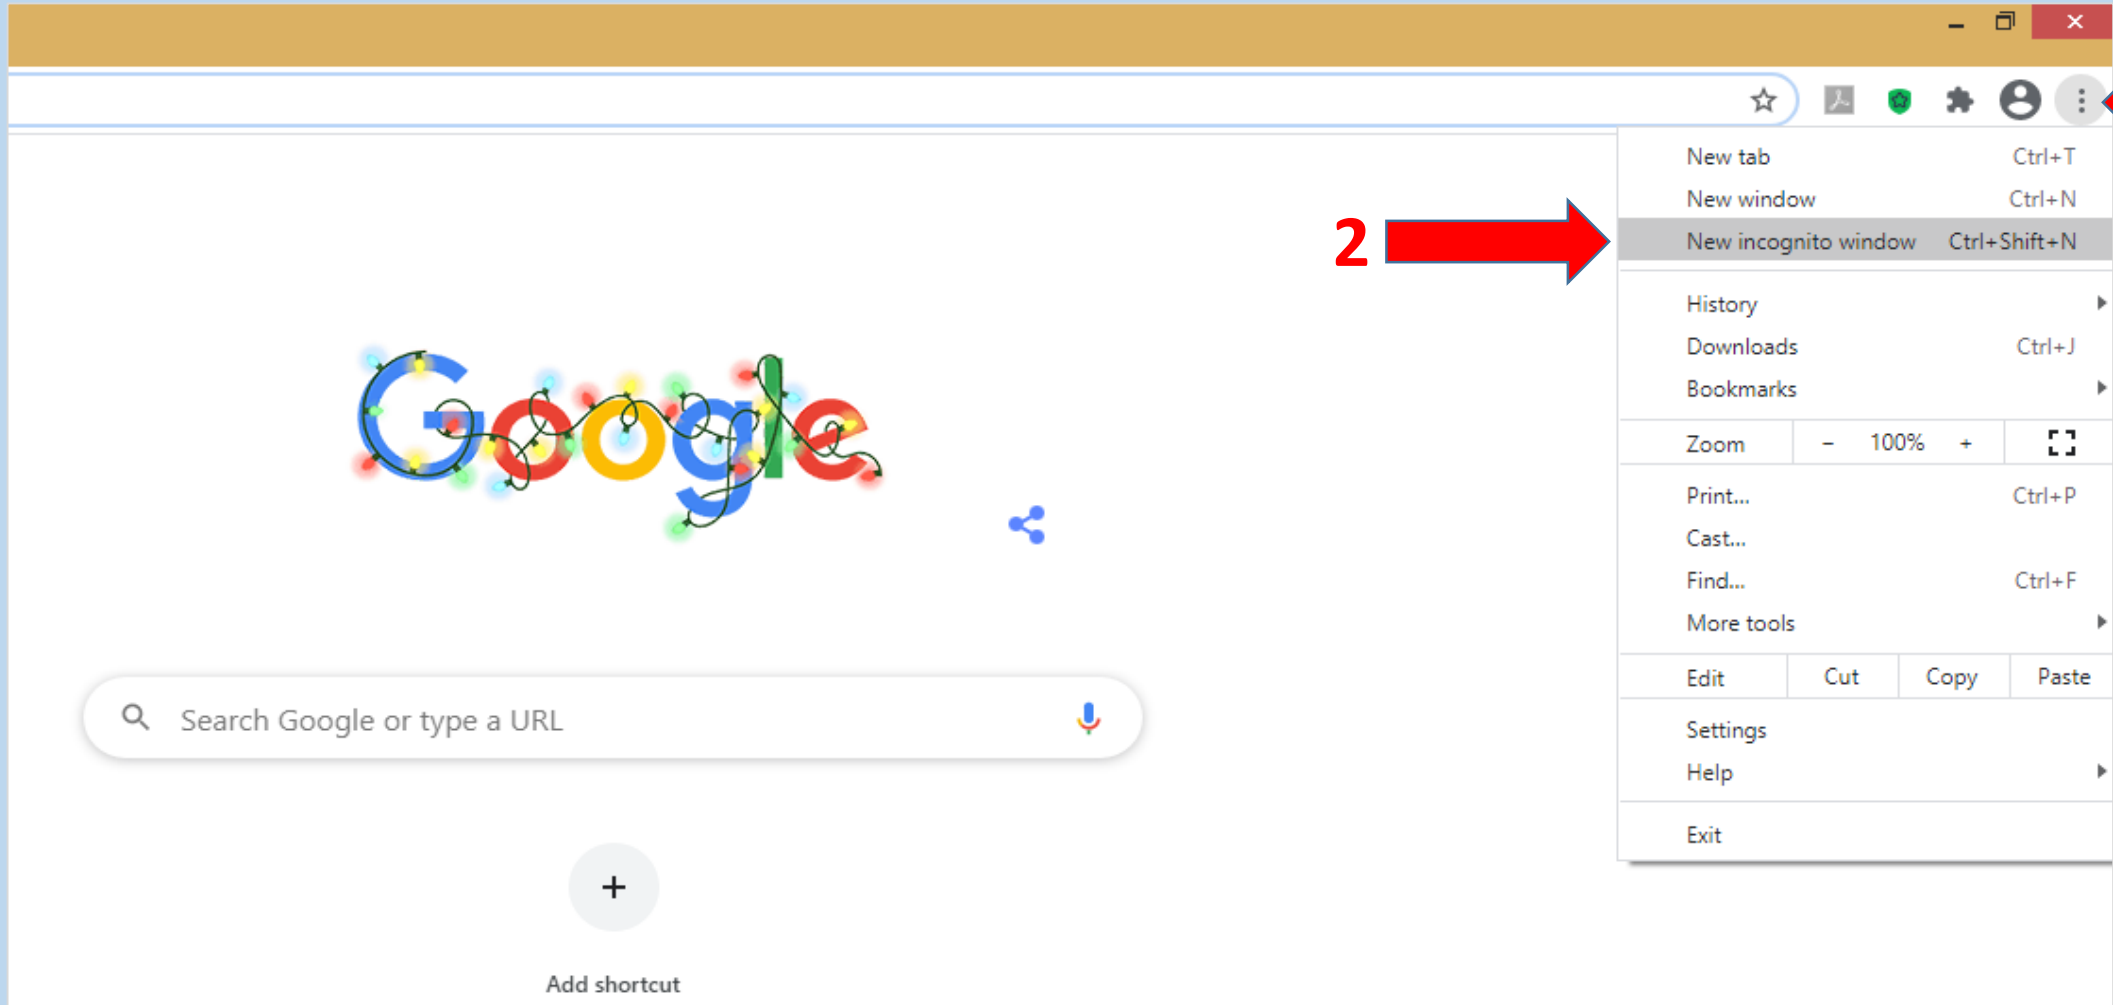 New tab Ctrl+T
New window Ctrl+N
2 New incognito window Ctrl+Shift+N
History
Downloads Ctrl+J
Bookmarks
Zoom - 100% +
Google
Print... Ctrl+P
Cast...
Find... Ctrl+F
More tools
Edit Cut Copy Paste
Search Google or type a URL
Settings
Help
Exit
Add shortcut